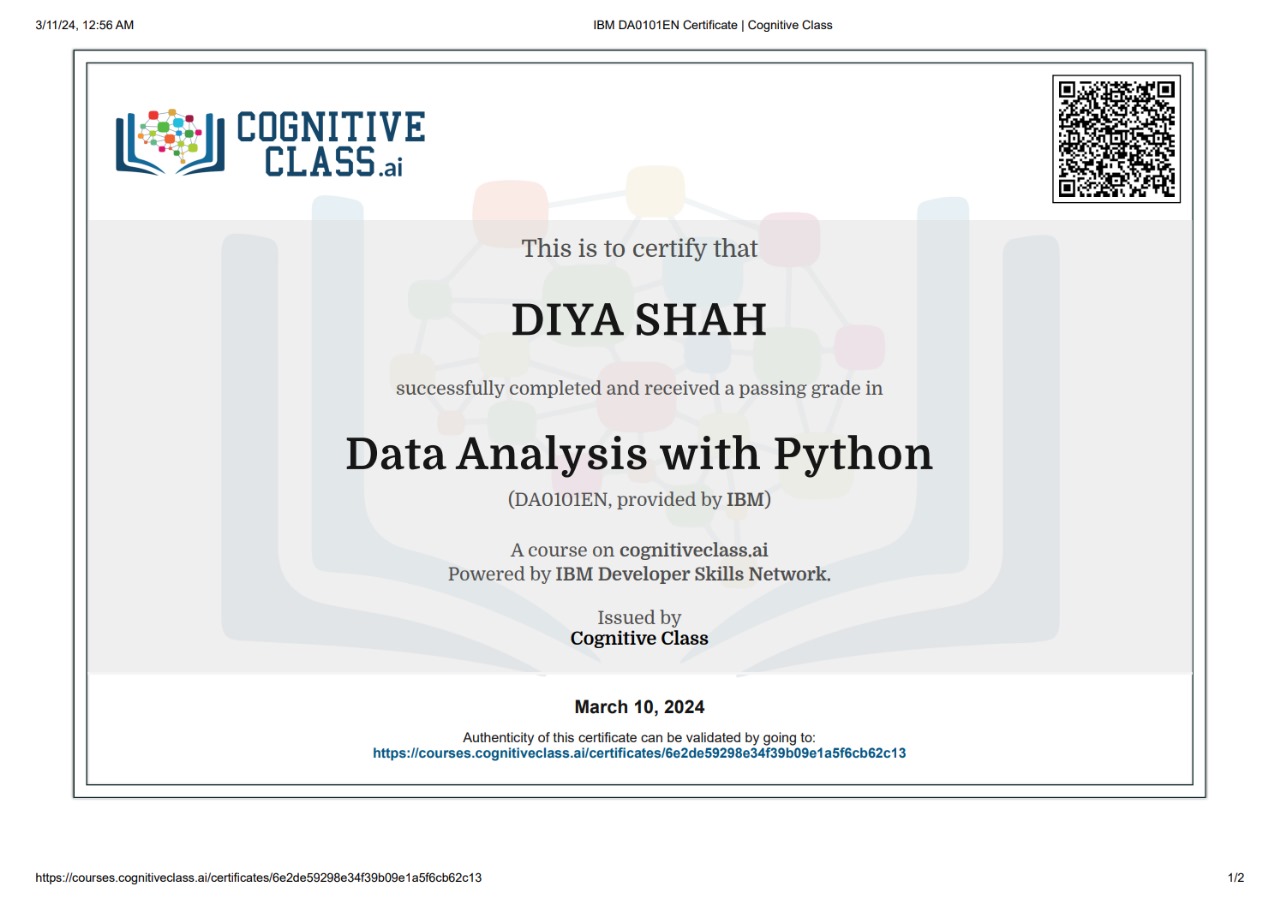 3/11/24, 12:56 AM
IBM DA0101EN Certificate | Cognitive Class
COGNITIVE
CLASS.ai
This is to certify that
DIYA SHAH
successfully completed and received a passing grade in
Data Analysis with Python
(DA0101EN, provided by IBM)
A course on cognitiveclass.ai
Powered by IBM Developer Skills Network.
Issued by
Cognitive Class
March 10, 2024
Authenticity of this certificate can be validated by going to:
https://courses.cognitiveclass.ai/certificates/6e2de59298e34f39b09e1a5f6cb62c13
https://courses.cognitiveclass.ai/certificates/6e2de59298e34f39b09e1a5f6cb62c13
1/2